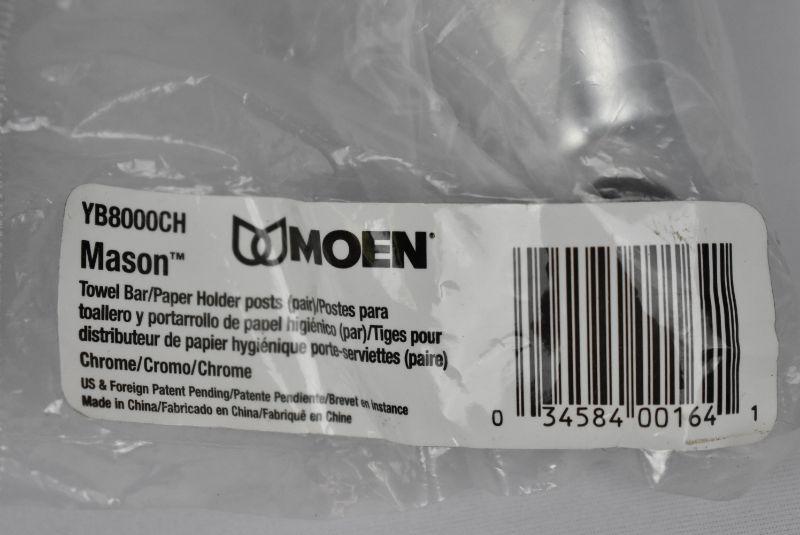 YB8000CH
Mason™
MOEN®
Towel Bar/Paper Holder posts (pair)/Postes para
toallero y portarrollo de papel higiénico (par)/Tiges pour
distributeur de papier hygiénique porte-serviettes (paire)
Chrome/Cromo/Chrome
US & Foreign Patent Pending/Patente Pendiente/Brevet en instance
Made in China/Fabricado en China/Fabriqué en Chine
0 34584 00164 1